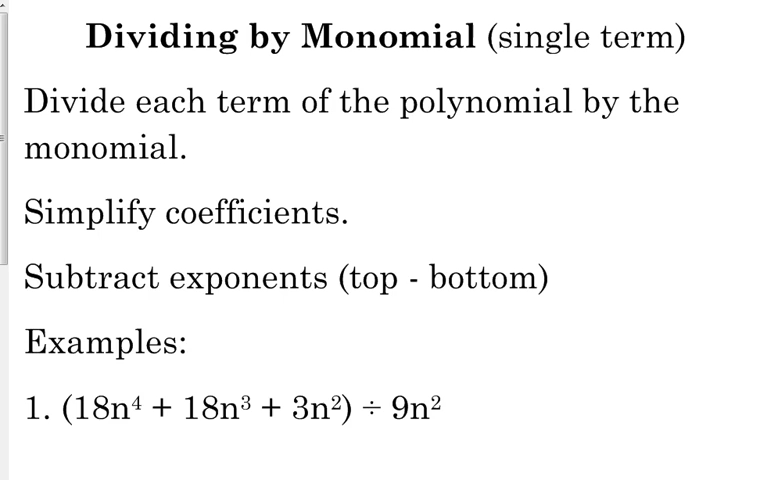 Dividing by Monomial (single term)
Divide each term of the polynomial by the
monomial.
Simplify coefficients.
Subtract exponents (top - bottom)
Examples:
1. (18n⁴ + 18n³ + 3n²) ÷ 9n²